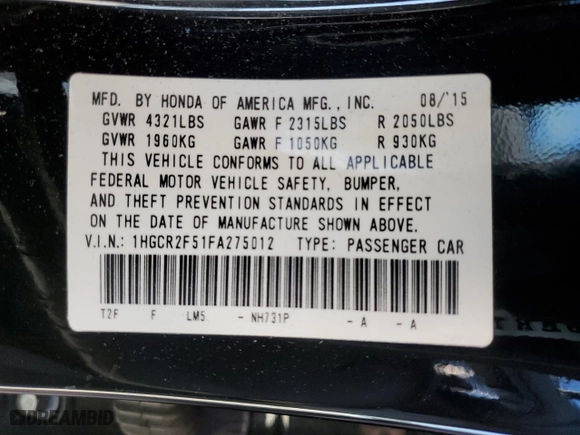 MFD. BY HONDA OF AMERICA MFG., INC. 08/'15
GVWR 4321LBS GAWR F 2315LBS R 2050LBS
GVWR 1960KG GAWR F 1050KG R 930KG
THIS VEHICLE CONFORMS TO ALL APPLICABLE
FEDERAL MOTOR VEHICLE SAFETY, BUMPER,
AND THEFT PREVENTION STANDARDS IN EFFECT
ON THE DATE OF MANUFACTURE SHOWN ABOVE.
V.I.N.: 1HGCR2F51FA275012 TYPE: PASSENGER CAR
T2F F LM5 - NH731P - A - A
DREAMBID